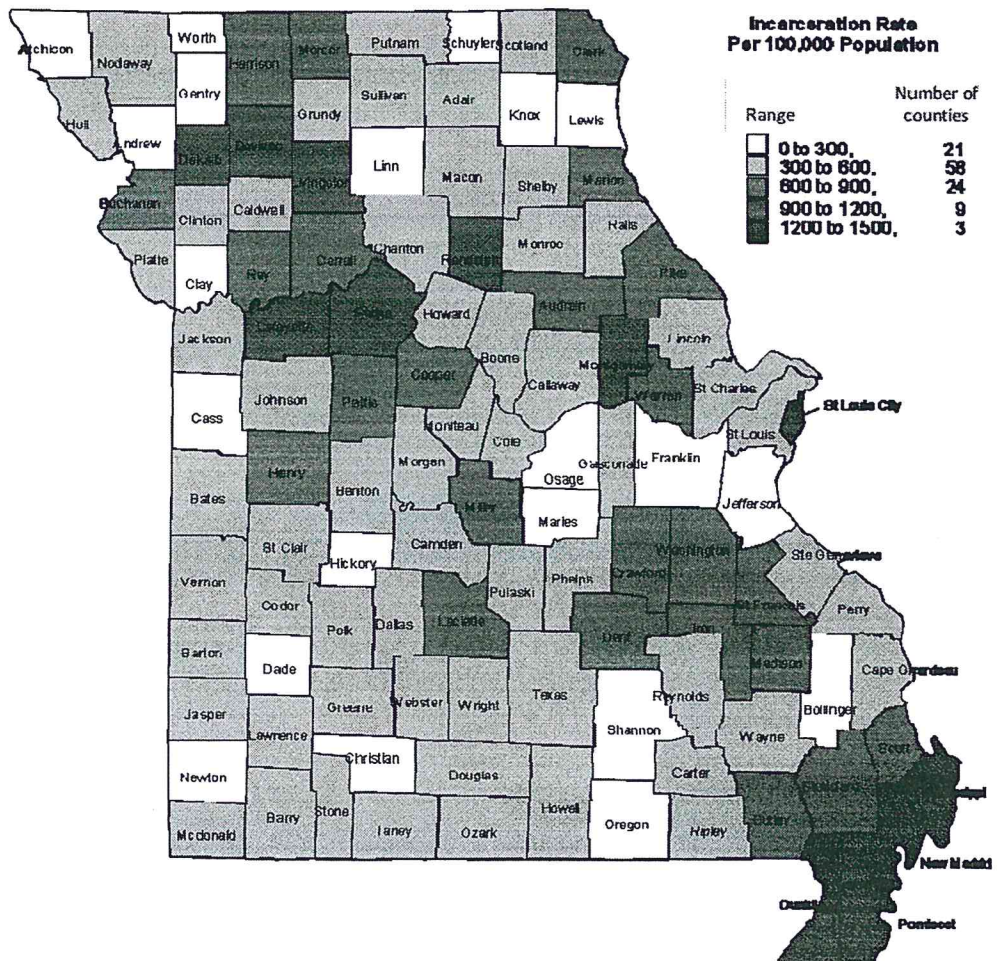 Incarceration Rate
Per 100,000 Population
Number of
counties
Range
0 to 300, 21
300 to 600, 58
600 to 900, 24
900 to 1200, 9
1200 to 1500, 3
Atchison
Nodaway
Worth
Gentry
Harrison
Mercer
Putnam
Schuyler
Scotland
Clark
Holt
Andrew
Dekalb
Daviess
Grundy
Sullivan
Adair
Knox
Lewis
Livingston
Linn
Macon
Shelby
Marion
Buchanan
Clinton
Caldwell
Platte
Clay
Ray
Carroll
Chariton
Randolph
Monroe
Ralls
Pike
Audrain
Jackson
Lafayette
Saline
Howard
Boone
Callaway
Montgomery
Lincoln
Warren
St Charles
St Louis City
St Louis
Cass
Johnson
Pettis
Cooper
Moniteau
Cole
Osage
Gasconade
Franklin
Jefferson
Bates
Henry
Benton
Morgan
Miller
Maries
St Clair
Hickory
Camden
Pulaski
Phelps
Crawford
Washington
Ste Genevieve
Vernon
Cedar
Polk
Dallas
Laclede
Dent
Iron
St Francois
Perry
Barton
Dade
Madison
Cape Girardeau
Jasper
Lawrence
Greene
Webster
Wright
Texas
Shannon
Reynolds
Wayne
Bollinger
Scott
Newton
Christian
Douglas
Howell
Carter
Stoddard
Mcdonald
Barry
Stone
Taney
Ozark
Oregon
Ripley
Butler
New Madrid
Pemiscot